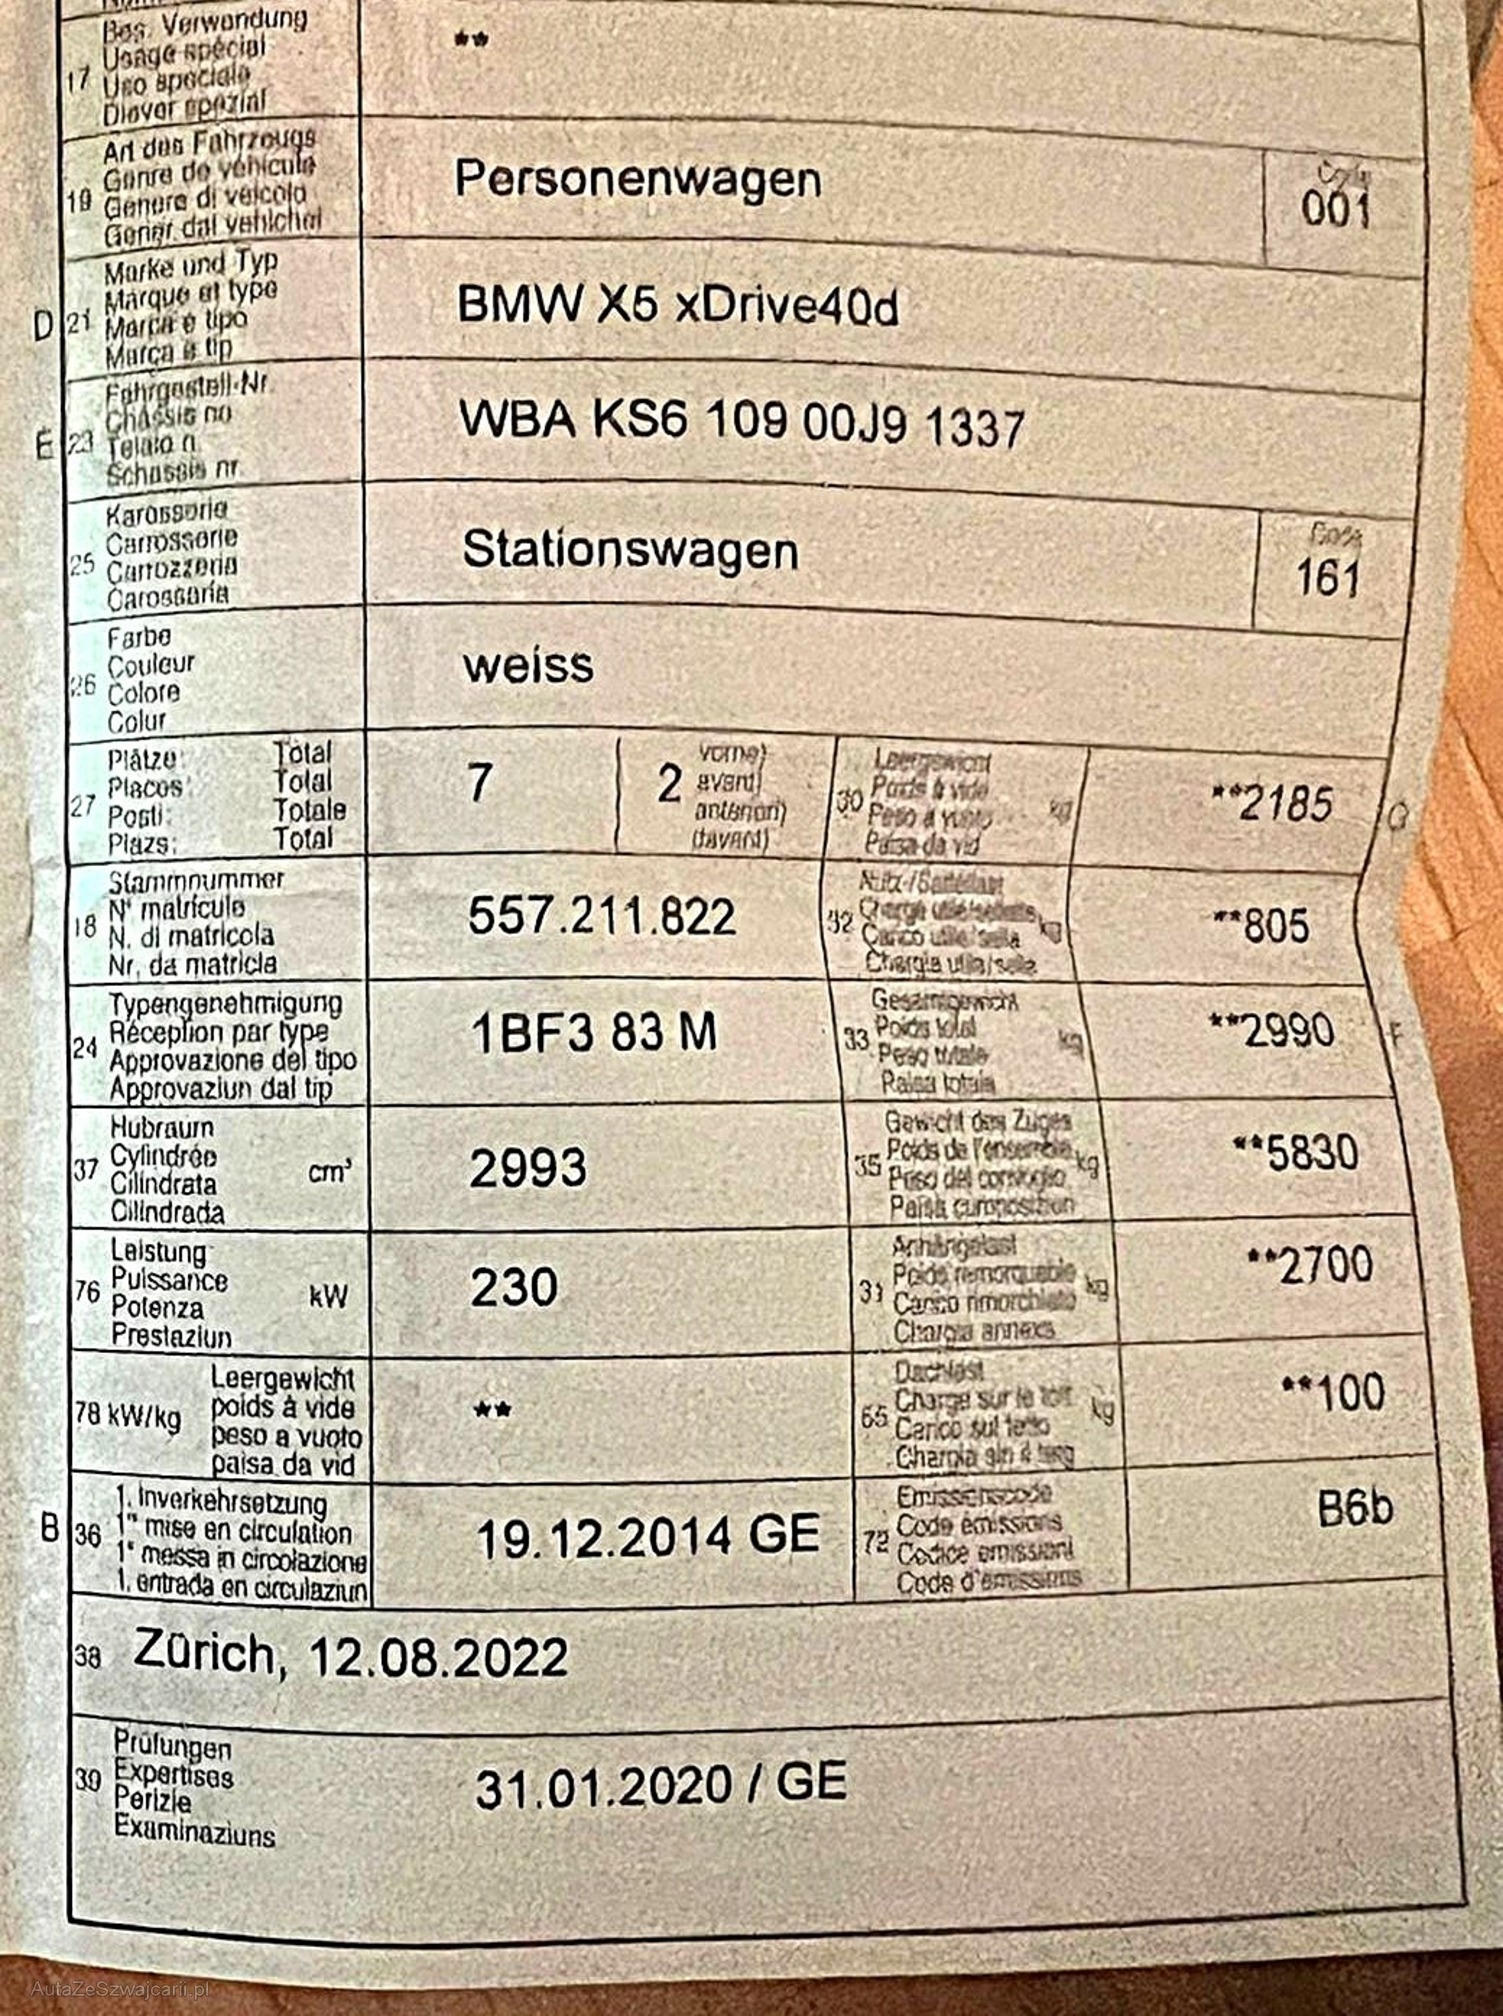 Bes. Verwendung
Usage spécial
17 Uso speciale
Diever spezial
**
Art des Fahrzeugs
Genre de véhicule
19 Genere di veicolo
Gener dal vehichel
Personenwagen
Code
001
Marke und Typ
Marque et type
D 21 Marca e tipo
Marca e tip
BMW X5 xDrive40d
Fahrgestell-Nr.
Châssis no
E 23 Telaio n.
Schassis nr.
WBA KS6 109 00J9 1337
Karosserie
Carrosserie
25 Carrozzeria
Carossaria
Stationswagen
Code
161
Farbe
Couleur
26 Colore
Colur
weiss
Plätze: Total
Places: Total
27 Posti: Totale
Plazs: Total
7
2
vorne)
avant)
anteriori)
(davant)
Leergewicht
Poids à vide
30 Peso a vuoto kg
Paisa da vid
**2185
G
Stammnummer
N° matricule
18 N. di matricola
Nr. da matricla
557.211.822
Nutz-/Sattellast
32 Charge utile/sellette kg
Carico utile/sella
Chargia utila/sella
**805
Typengenehmigung
Réception par type
24 Approvazione del tipo
Approvaziun dal tip
1BF3 83 M
Gesamtgewicht
33 Poids total kg
Peso totale
Paisa totala
**2990
F
Hubraum
37 Cylindrée cm³
Cilindrata
Cilindrada
2993
Gewicht des Zuges
35 Poids de l'ensemble kg
Peso del convoglio
Paisa cumposiziun
**5830
Leistung
76 Puissance kW
Potenza
Prestaziun
230
Anhängelast
Poids remorquable kg
31 Carico rimorchiato
Chargia annexa
**2700
Leergewicht
78 kW/kg poids à vide
peso a vuoto
paisa da vid
**
Dachlast
Charge sur le toit kg
65 Carico sul tetto
Chargia sin il tetg
**100
1. Inverkehrsetzung
B 36 1re mise en circulation
1a messa in circolazione
1. entrada en circulaziun
19.12.2014 GE
Emissionscode
72 Code émissions
Codice emissioni
Code d'emissiuns
B6b
38 Zürich, 12.08.2022
Prüfungen
39 Expertises
Perizie
Examinaziuns
31.01.2020 / GE
AutaZeSzwajcarii.pl